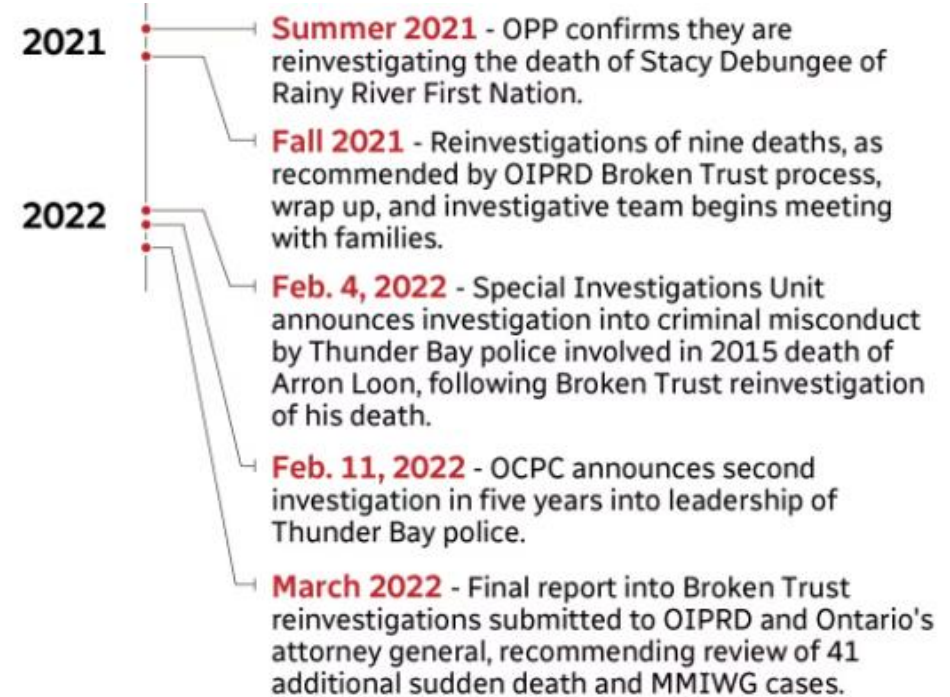 2021
Summer 2021 - OPP confirms they are
reinvestigating the death of Stacy Debungee of
Rainy River First Nation.
Fall 2021 - Reinvestigations of nine deaths, as
recommended by OIPRD Broken Trust process,
wrap up, and investigative team begins meeting
with families.
2022
Feb. 4, 2022 - Special Investigations Unit
announces investigation into criminal misconduct
by Thunder Bay police involved in 2015 death of
Arron Loon, following Broken Trust reinvestigation
of his death.
Feb. 11, 2022 - OCPC announces second
investigation in five years into leadership of
Thunder Bay police.
March 2022 - Final report into Broken Trust
reinvestigations submitted to OIPRD and Ontario's
attorney general, recommending review of 41
additional sudden death and MMIWG cases.